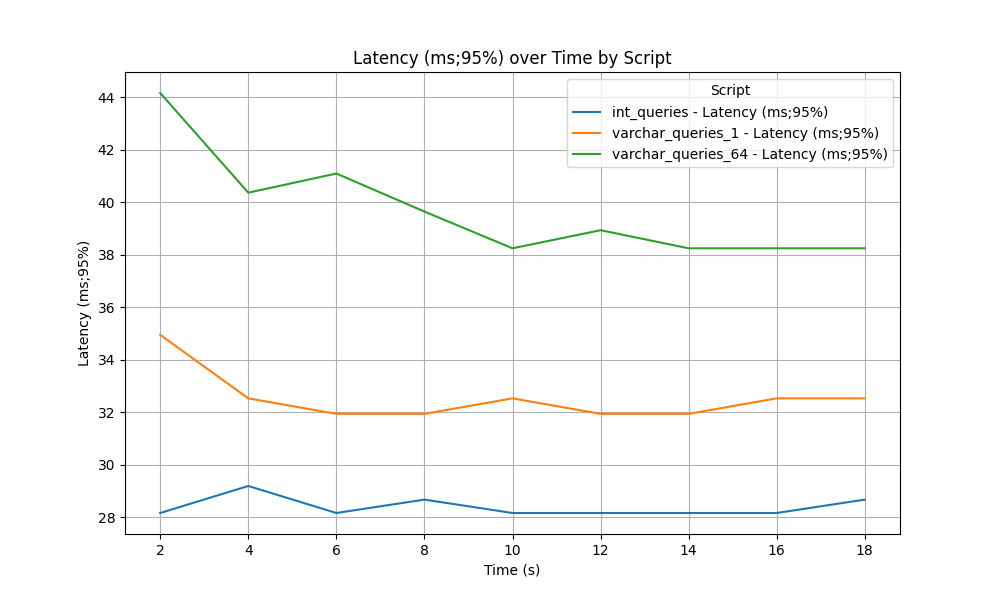 Latency (ms;95%) over Time by Script
Script
int_queries - Latency (ms;95%)
varchar_queries_1 - Latency (ms;95%)
varchar_queries_64 - Latency (ms;95%)
Latency (ms;95%)
44
42
40
38
36
34
32
30
28
2 4 6 8 10 12 14 16 18
Time (s)